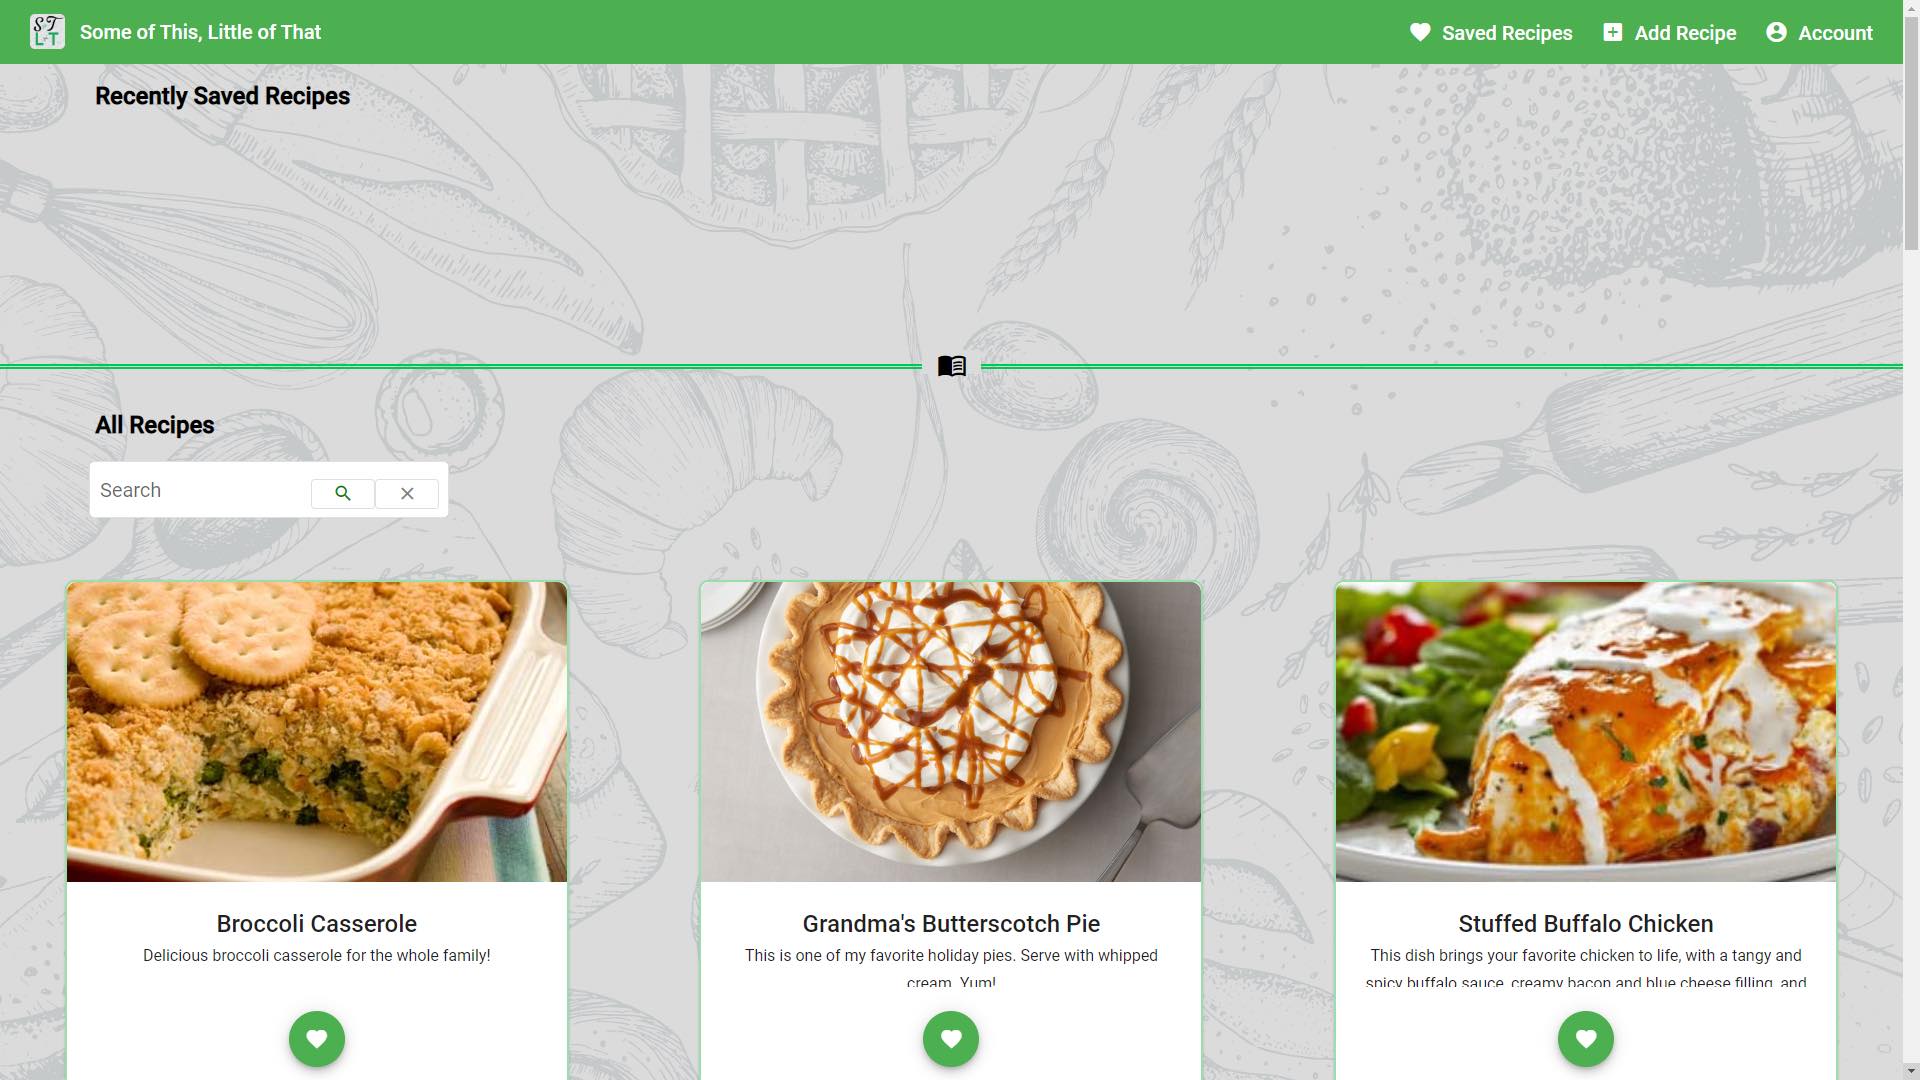 S T
L T
Some of This, Little of That
Saved Recipes
Add Recipe
Account
Recently Saved Recipes
All Recipes
Search
Broccoli Casserole
Delicious broccoli casserole for the whole family!
Grandma's Butterscotch Pie
This is one of my favorite holiday pies. Serve with whipped
cream. Yum!
Stuffed Buffalo Chicken
This dish brings your favorite chicken to life, with a tangy and
spicy buffalo sauce, creamy bacon and blue cheese filling, and